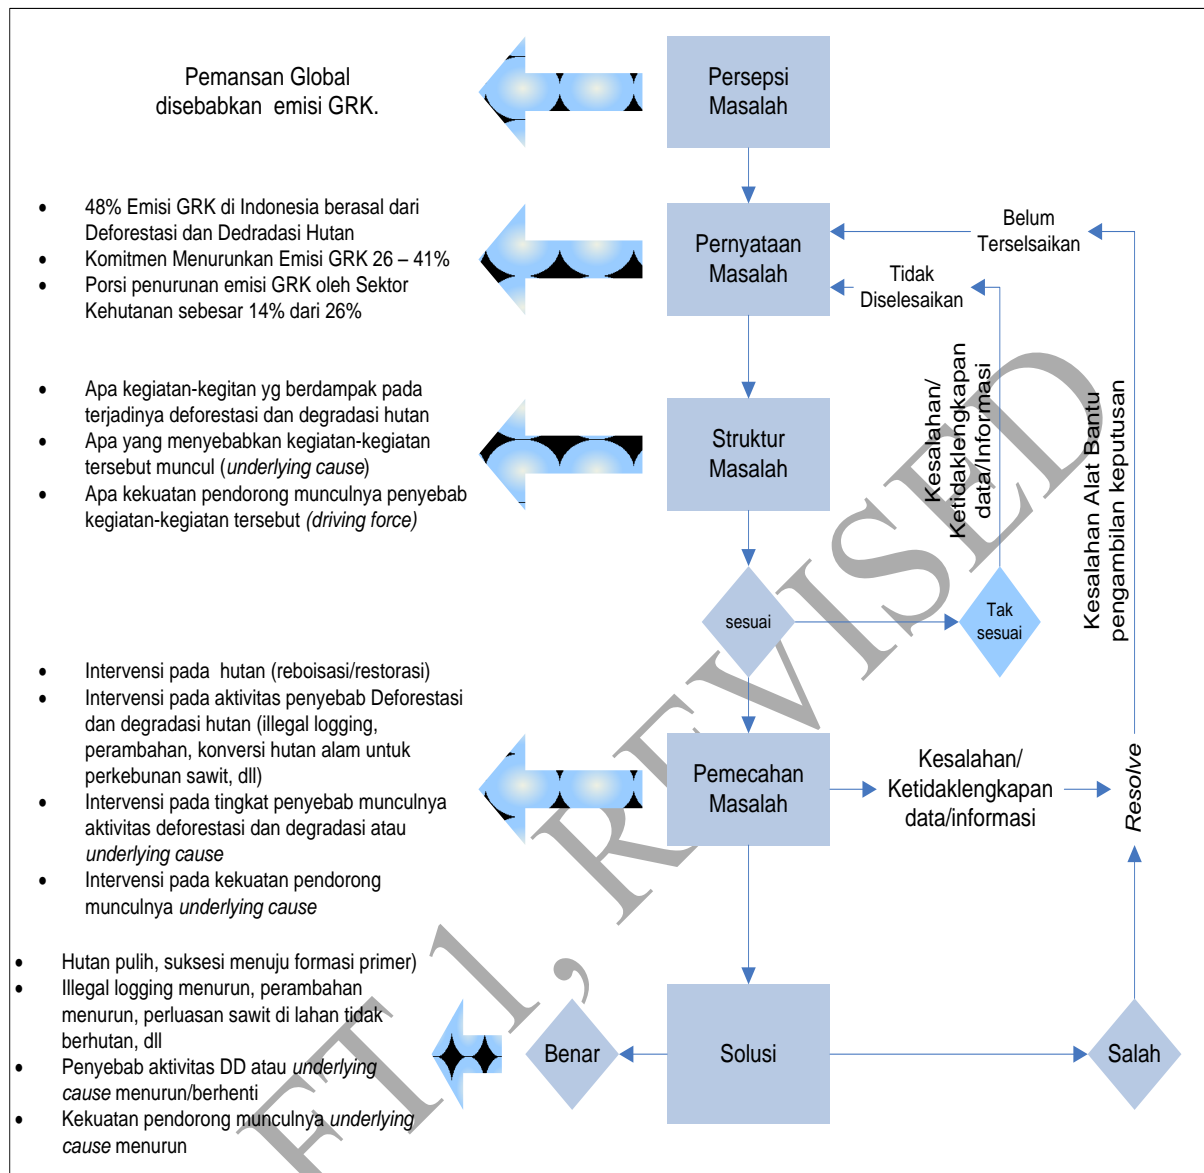 Pemansan Global
disebabkan emisi GRK.
Persepsi
Masalah
• 48% Emisi GRK di Indonesia berasal dari
Deforestasi dan Dedradasi Hutan
• Komitmen Menurunkan Emisi GRK 26 – 41%
• Porsi penurunan emisi GRK oleh Sektor
Kehutanan sebesar 14% dari 26%
Pernyataan
Masalah
Belum
Terselsaikan
Tidak
Diselesaikan
• Apa kegiatan-kegitan yg berdampak pada
terjadinya deforestasi dan degradasi hutan
• Apa yang menyebabkan kegiatan-kegiatan
tersebut muncul (underlying cause)
• Apa kekuatan pendorong munculnya penyebab
kegiatan-kegiatan tersebut (driving force)
Struktur
Masalah
Kesalahan/
Ketidaklengkapan
data/Informasi
Kesalahan Alat Bantu
pengambilan keputusan
sesuai
Tak
sesuai
• Intervensi pada hutan (reboisasi/restorasi)
• Intervensi pada aktivitas penyebab Deforestasi
dan degradasi hutan (illegal logging,
perambahan, konversi hutan alam untuk
perkebunan sawit, dll)
• Intervensi pada tingkat penyebab munculnya
aktivitas deforestasi dan degradasi atau
underlying cause
• Intervensi pada kekuatan pendorong
munculnya underlying cause
Pemecahan
Masalah
Kesalahan/
Ketidaklengkapan
data/informasi
Resolve
• Hutan pulih, suksesi menuju formasi primer)
• Illegal logging menurun, perambahan
menurun, perluasan sawit di lahan tidak
berhutan, dll
• Penyebab aktivitas DD atau underlying
cause menurun/berhenti
• Kekuatan pendorong munculnya underlying
cause menurun
Benar
Solusi
Salah
FT 1, REVISED